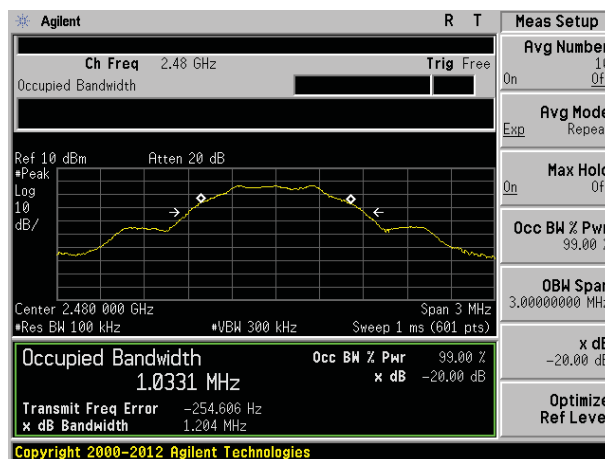 Agilent
R T
Ch Freq 2.48 GHz
Trig Free
Occupied Bandwidth
Ref 10 dBm
Atten 20 dB
#Peak
Log
10
dB/
Center 2.480 000 GHz
Span 3 MHz
#Res BW 100 kHz
#VBW 300 kHz
Sweep 1 ms (601 pts)
Occupied Bandwidth
1.0331 MHz
Occ BW % Pwr 99.00 %
x dB -20.00 dB
Transmit Freq Error -254.606 Hz
x dB Bandwidth 1.204 MHz
Copyright 2000-2012 Agilent Technologies
Meas Setup
Avg Number
On
Avg Mode
Exp
Max Hold
On
Occ BW % Pwr
99.00 %
OBW Span
3.00000000 MHz
x dB
-20.00 dB
Optimize
Ref Level